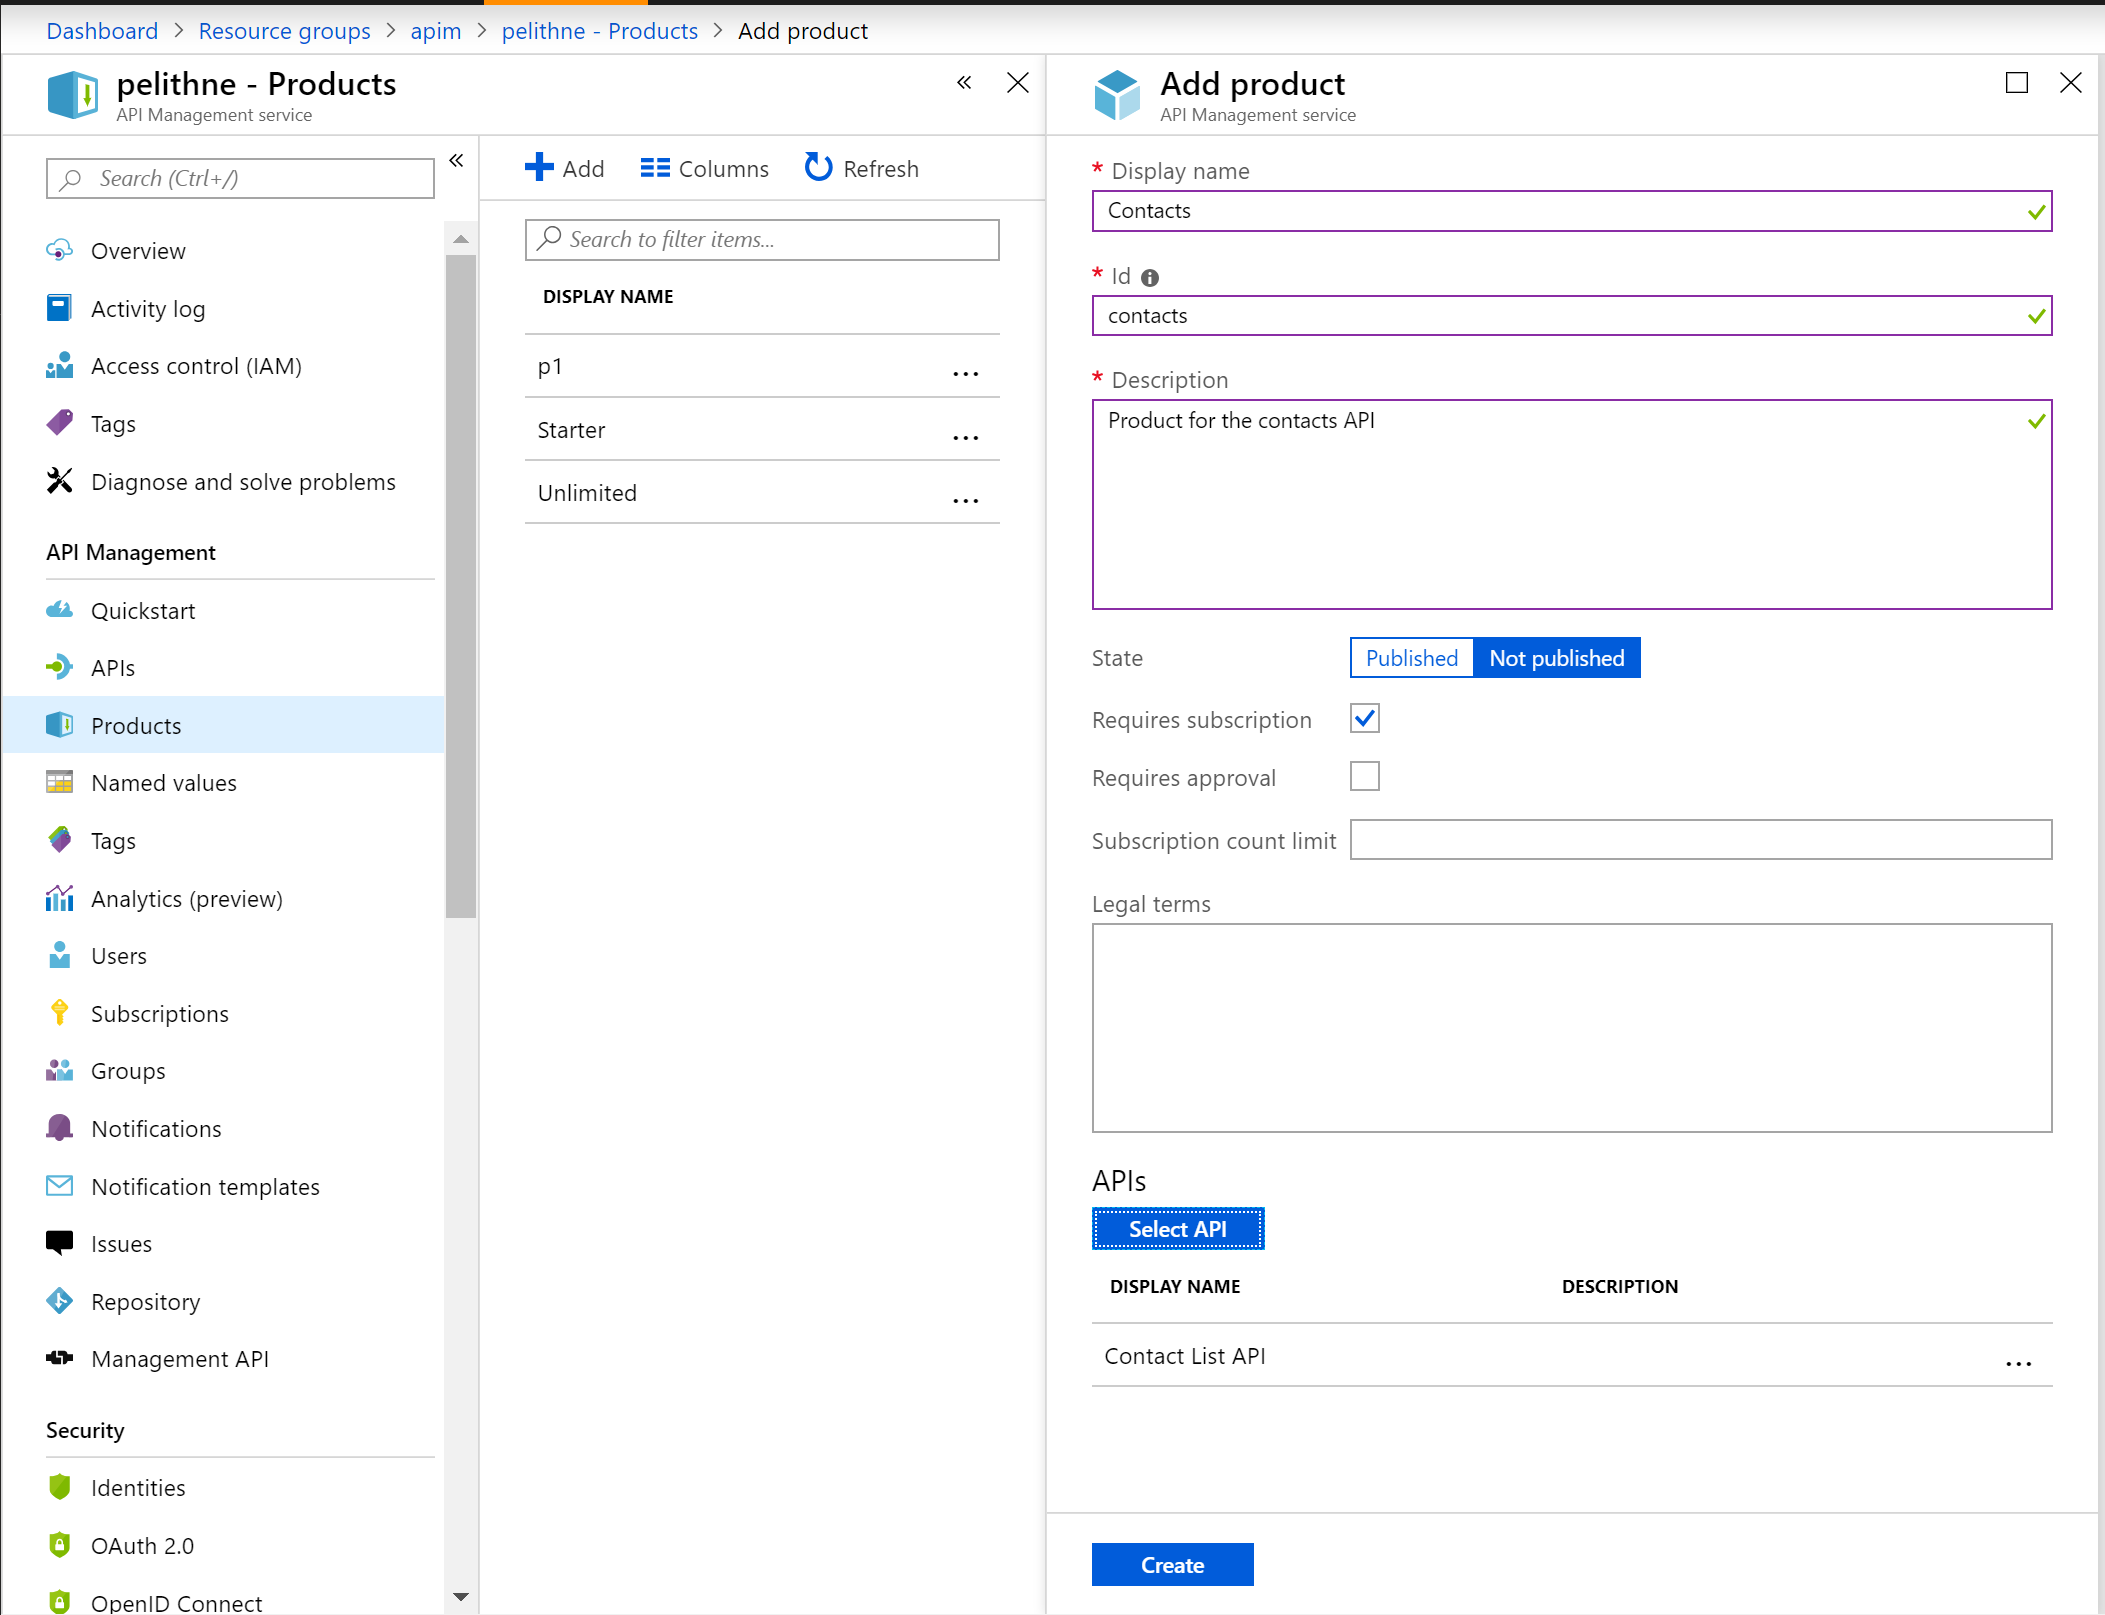 Dashboard > Resource groups > apim > pelithne - Products > Add product
pelithne - Products
API Management service
Search (Ctrl+/)
Overview
Activity log
Access control (IAM)
Tags
Diagnose and solve problems
API Management
Quickstart
APIs
Products
Named values
Tags
Analytics (preview)
Users
Subscriptions
Groups
Notifications
Notification templates
Issues
Repository
Management API
Security
Identities
OAuth 2.0
OpenID Connect
Add Columns Refresh
Search to filter items...
DISPLAY NAME
p1 ...
Starter ...
Unlimited ...
Add product
API Management service
* Display name
Contacts
* Id
contacts
* Description
Product for the contacts API
State Published Not published
Requires subscription
Requires approval
Subscription count limit
Legal terms
APIs
Select API
DISPLAY NAME DESCRIPTION
Contact List API ...
Create